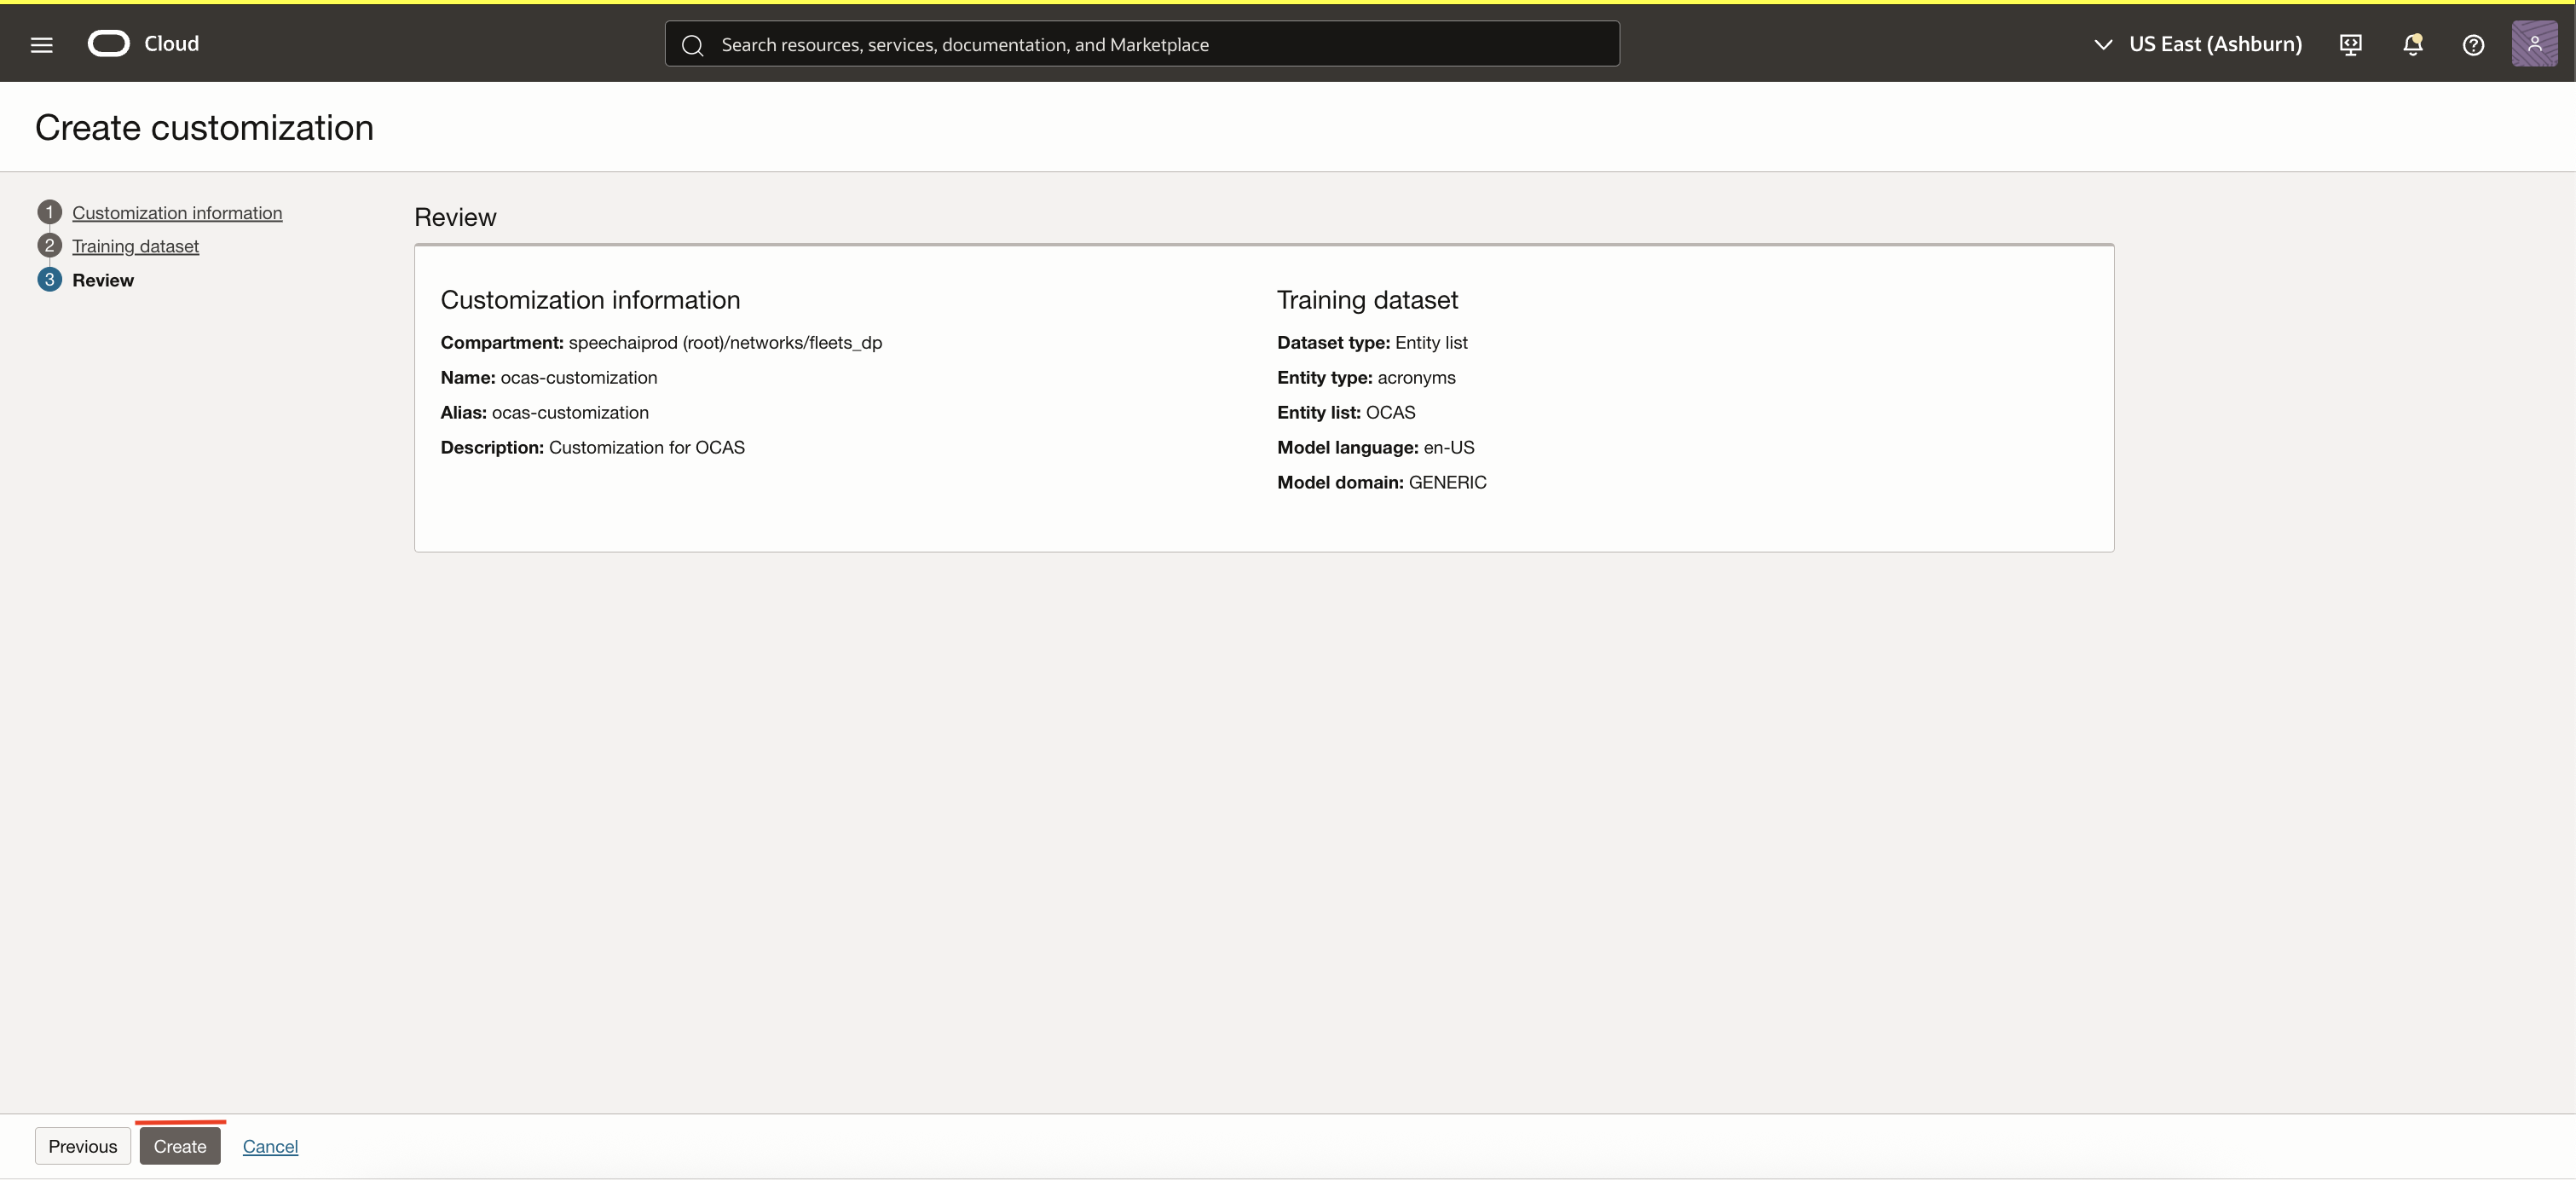 Cloud
Search resources, services, documentation, and Marketplace
US East (Ashburn)
Create customization
1 Customization information
2 Training dataset
3 Review
Review
Customization information
Compartment: speechaiprod (root)/networks/fleets_dp
Name: ocas-customization
Alias: ocas-customization
Description: Customization for OCAS
Training dataset
Dataset type: Entity list
Entity type: acronyms
Entity list: OCAS
Model language: en-US
Model domain: GENERIC
Previous Create Cancel